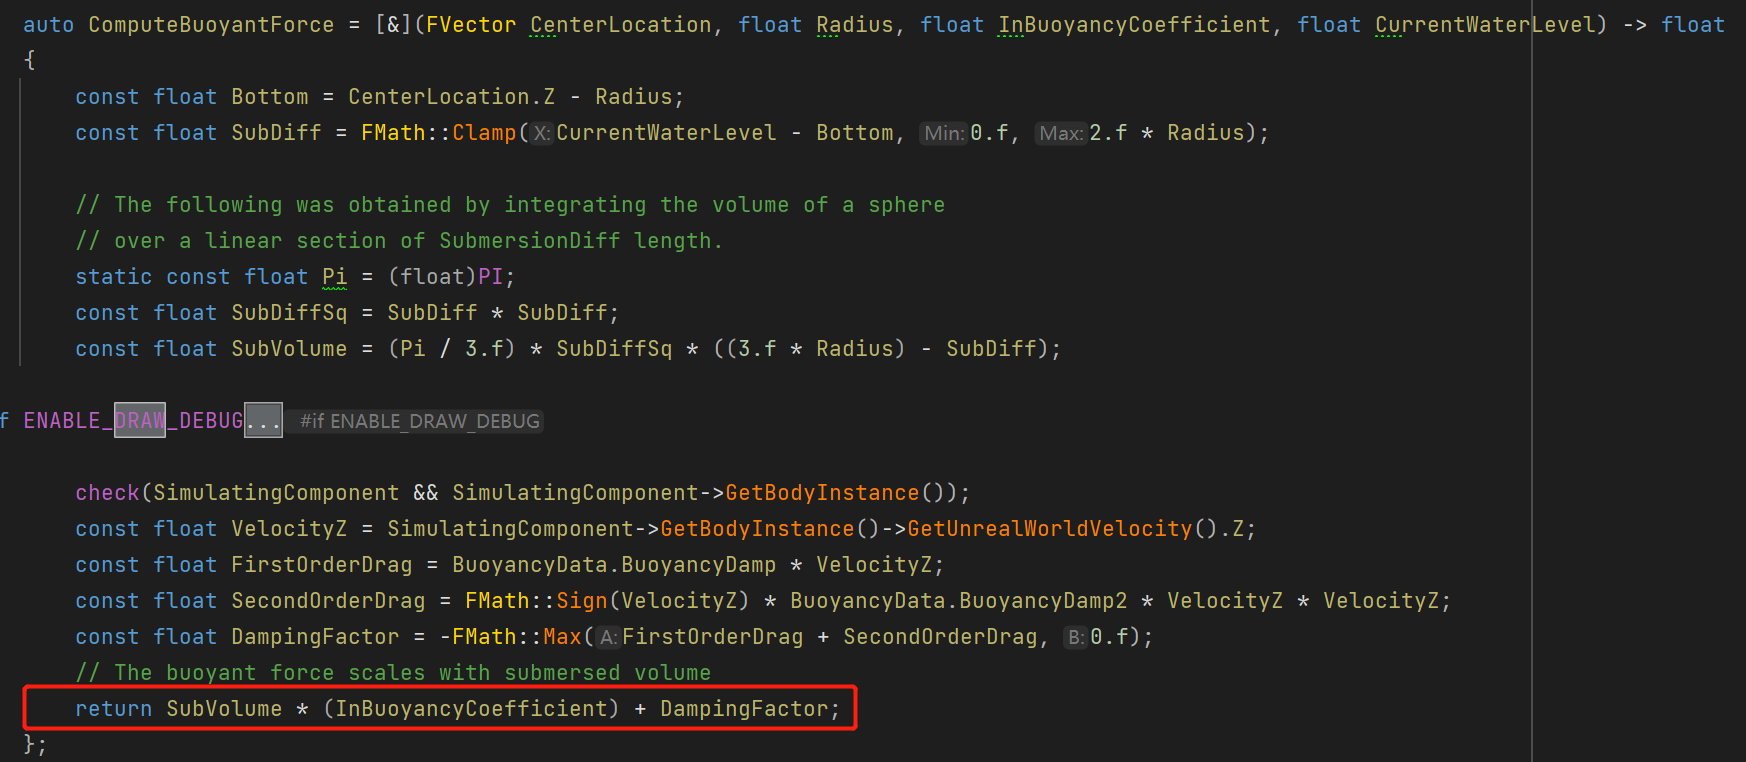 auto ComputeBuoyantForce = [&](FVector CenterLocation, float Radius, float InBuoyancyCoefficient, float CurrentWaterLevel) -> float
{
const float Bottom = CenterLocation.Z - Radius;
const float SubDiff = FMath::Clamp(X:CurrentWaterLevel - Bottom, Min:0.f, Max:2.f * Radius);
// The following was obtained by integrating the volume of a sphere
// over a linear section of SubmersionDiff length.
static const float Pi = (float)PI;
const float SubDiffSq = SubDiff * SubDiff;
const float SubVolume = (Pi / 3.f) * SubDiffSq * ((3.f * Radius) - SubDiff);
f ENABLE_DRAW_DEBUG... #if ENABLE_DRAW_DEBUG
check(SimulatingComponent && SimulatingComponent->GetBodyInstance());
const float VelocityZ = SimulatingComponent->GetBodyInstance()->GetUnrealWorldVelocity().Z;
const float FirstOrderDrag = BuoyancyData.BuoyancyDamp * VelocityZ;
const float SecondOrderDrag = FMath::Sign(VelocityZ) * BuoyancyData.BuoyancyDamp2 * VelocityZ * VelocityZ;
const float DampingFactor = -FMath::Max(A:FirstOrderDrag + SecondOrderDrag, B:0.f);
// The buoyant force scales with submersed volume
return SubVolume * (InBuoyancyCoefficient) + DampingFactor;
};